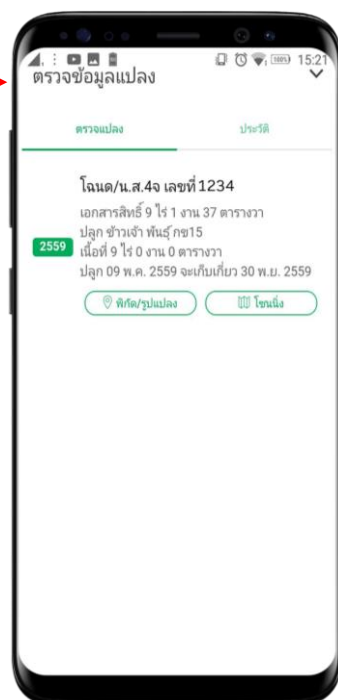 15:21
ตรวจข้อมูลแปลง
ตรวจแปลง
ประวัติ
โฉนด/น.ส.4จ เลขที่ 1234
เอกสารสิทธิ์ 9 ไร่ 1 งาน 37 ตารางวา
ปลูก ข้าวเจ้า พันธุ์ กข15
2559
เนื้อที่ 9 ไร่ 0 งาน 0 ตารางวา
ปลูก 09 พ.ค. 2559 จะเก็บเกี่ยว 30 พ.ย. 2559
พิกัด/รูปแปลง
โซนนิ่ง